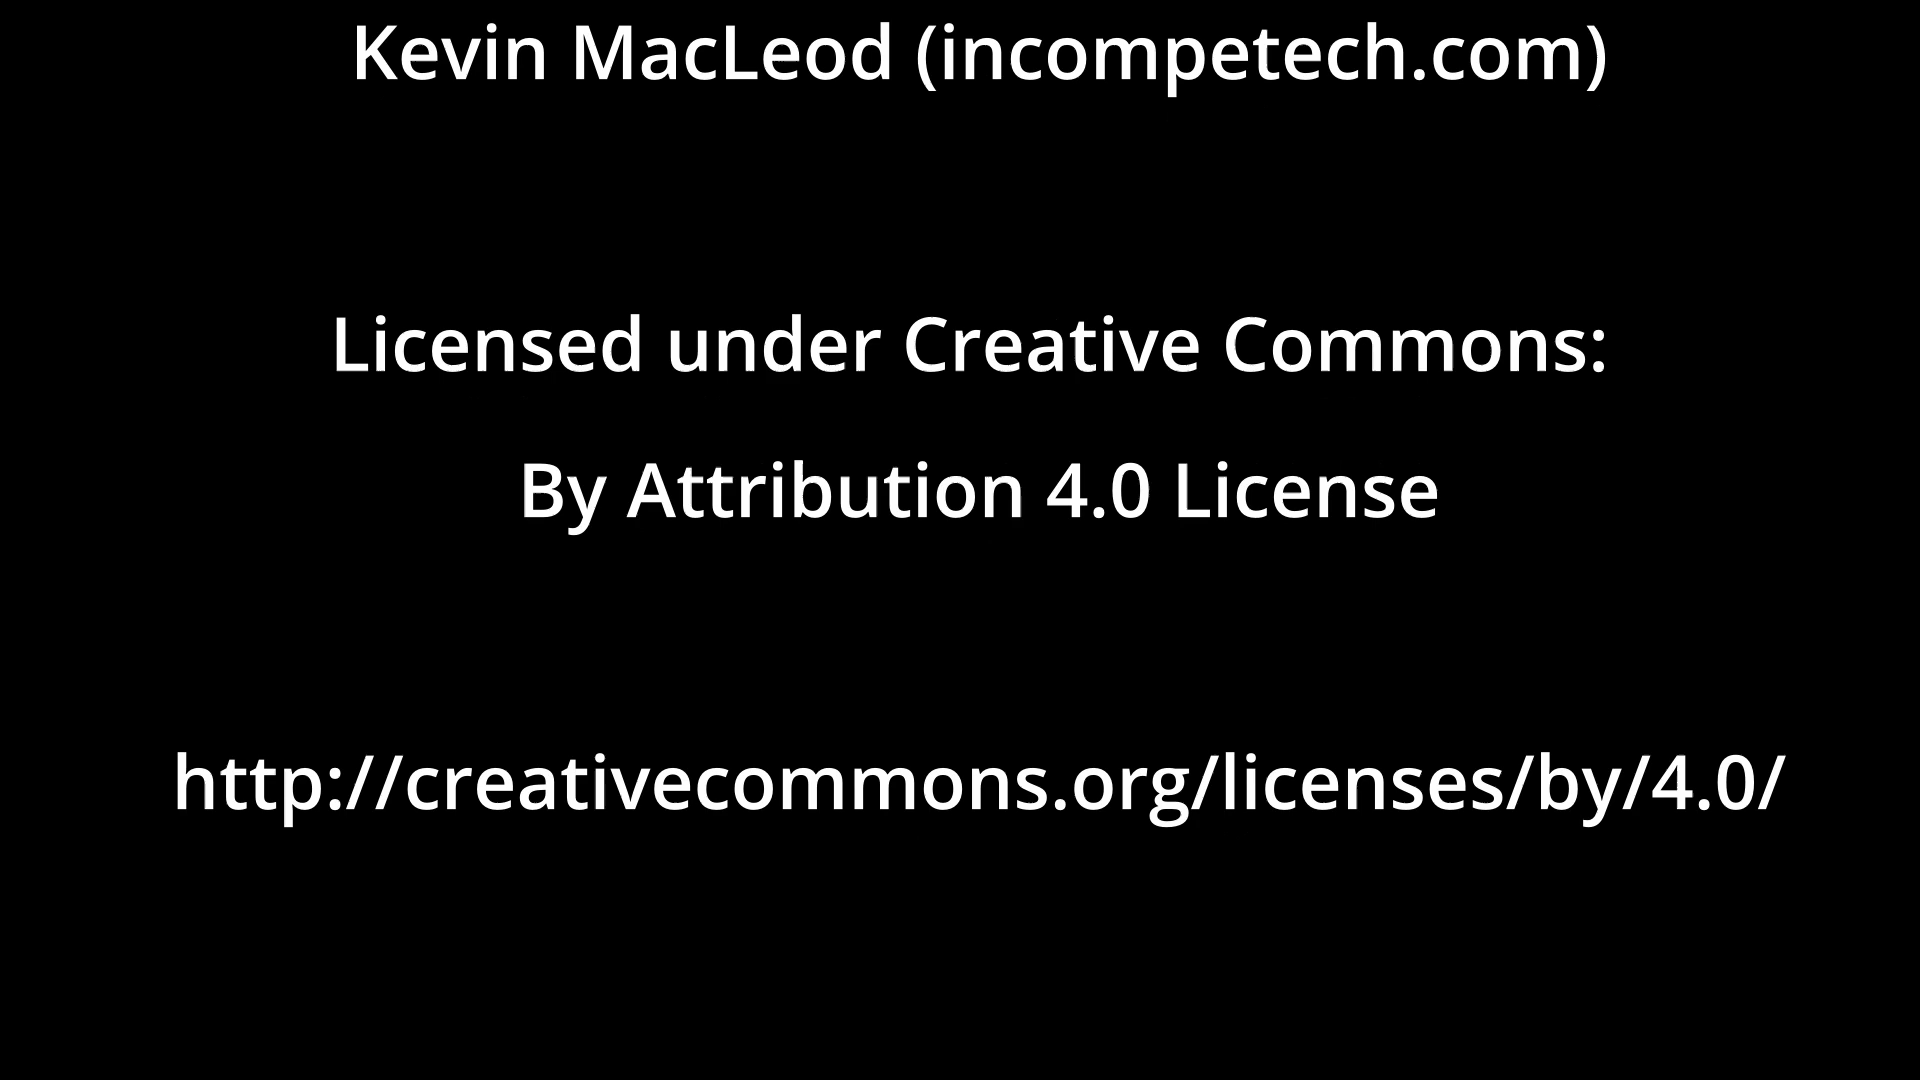 Kevin MacLeod (incompetech.com)
Licensed under Creative Commons:
By Attribution 4.0 License
http://creativecommons.org/licenses/by/4.0/